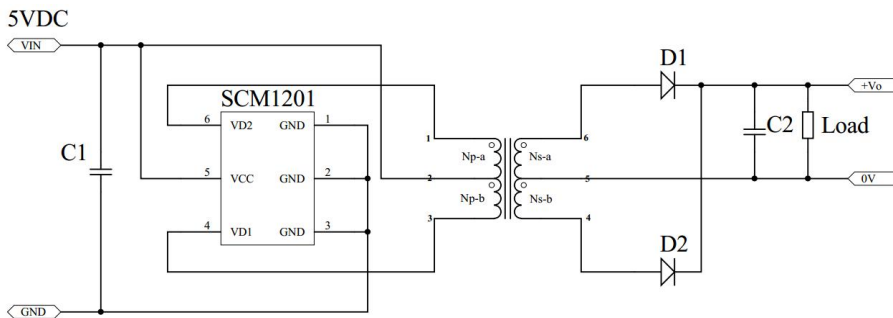 5VDC
VIN
SCM1201
D1
+Vo
6 VD2 GND 1
1 6
C1
Np-a Ns-a
C2 Load
5 VCC GND 2
2 5
0V
Np-b Ns-b
4 VD1 GND 3
3 4
D2
GND